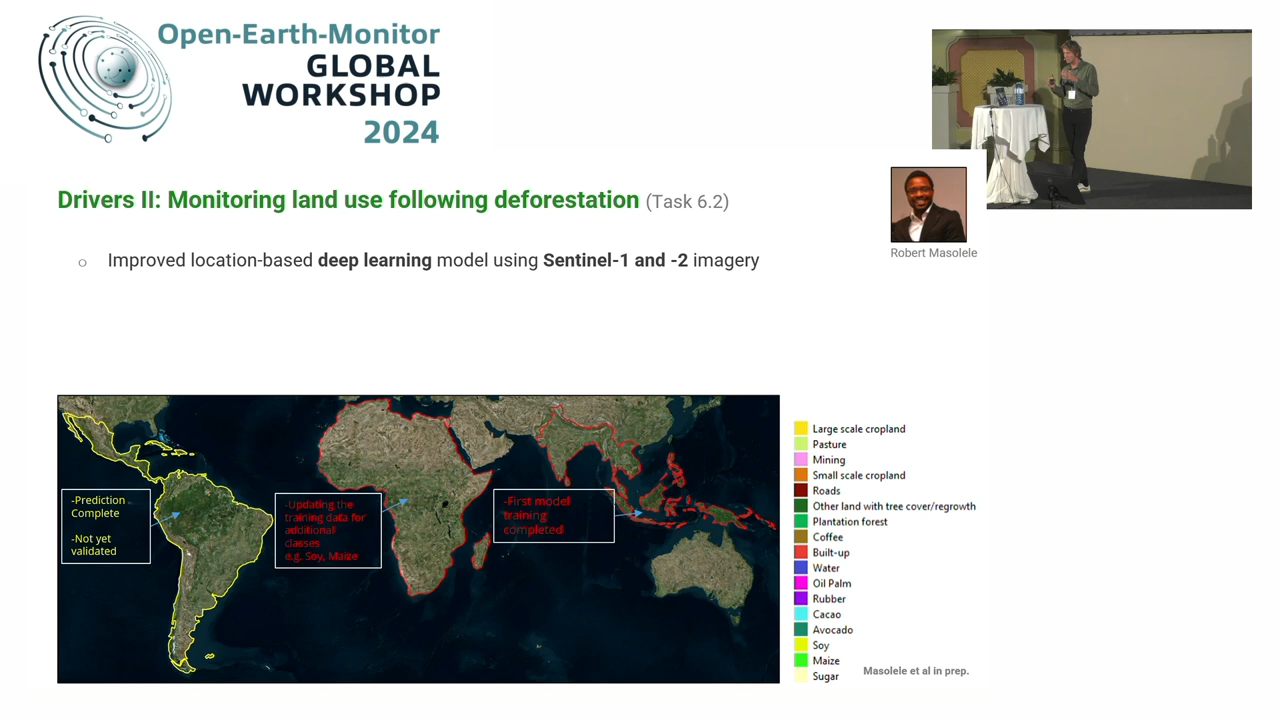 Open-Earth-Monitor
GLOBAL
WORKSHOP
2024
Drivers II: Monitoring land use following deforestation (Task 6.2)
Robert Masolele
○ Improved location-based deep learning model using Sentinel-1 and -2 imagery
-Prediction
Complete
-Not yet
validated
-Updating the
training data for
additional
classes
e.g. Soy, Maize
-First model
training
completed
Large scale cropland
Pasture
Mining
Small scale cropland
Roads
Other land with tree cover/regrowth
Plantation forest
Coffee
Built-up
Water
Oil Palm
Rubber
Cacao
Avocado
Soy
Maize
Sugar
Masolele et al in prep.